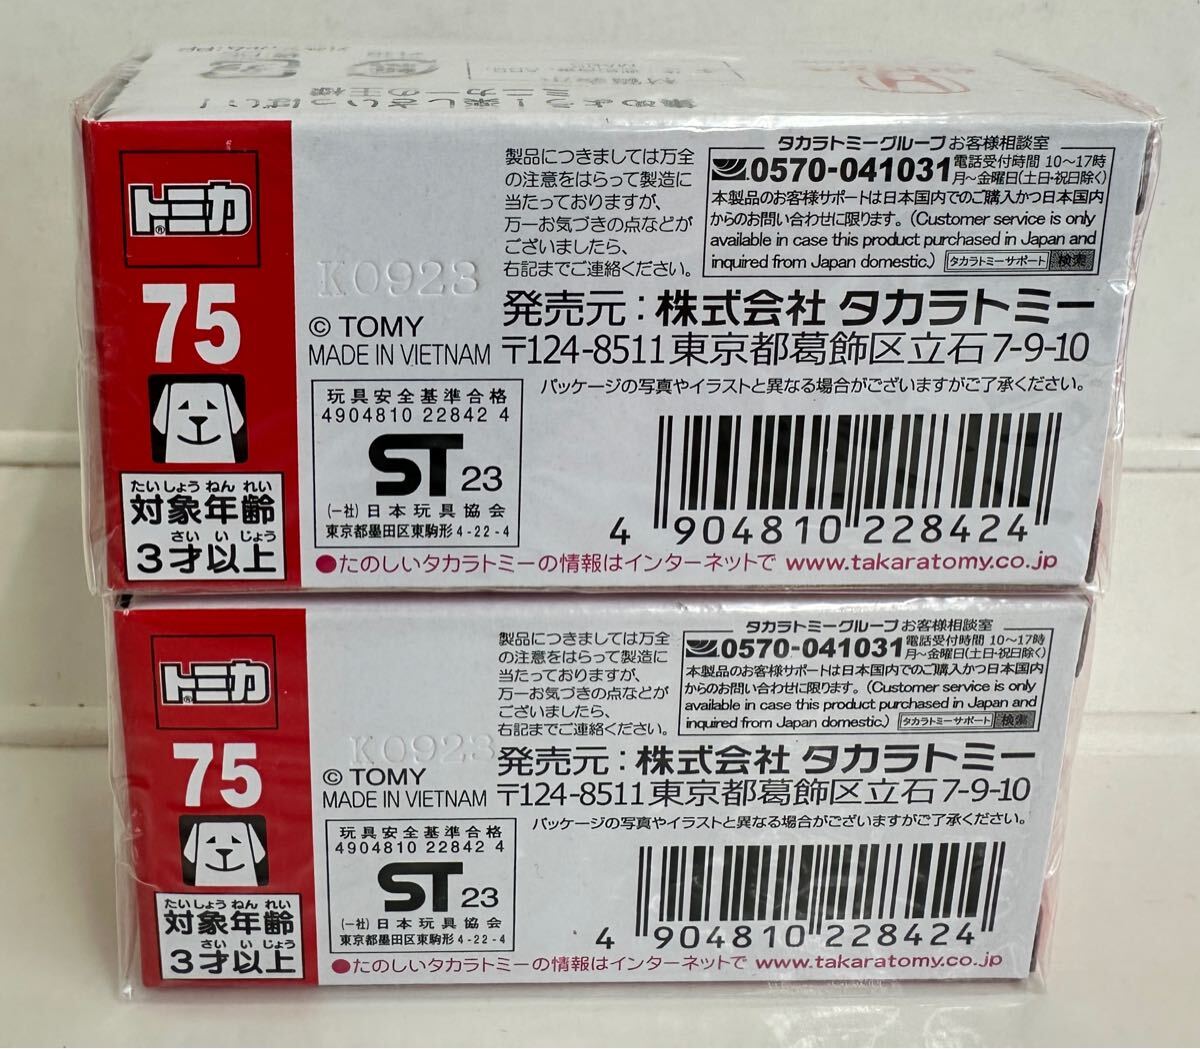 集めよう!楽しさいっぱい!
ミニカーの王様
トミカ
75
たいしょうねんれい
対象年齢
さいいじょう
3才以上
K0923
© TOMY
MADE IN VIETNAM
製品につきましては万全
の注意をはらって製造に
当たっておりますが、
万一お気づきの点などが
ございましたら、
右記までご連絡ください。
タカラトミーグループ お客様相談室
0570-041031 電話受付時間 10〜17時
月〜金曜日(土日・祝日除く)
本製品のお客様サポートは日本国内でのご購入かつ日本国内
からのお問い合わせに限ります。(Customer service is only
available in case this product purchased in Japan and
inquired from Japan domestic.) タカラトミーサポート 検索
発売元:株式会社 タカラトミー
〒124-8511 東京都葛飾区立石7-9-10
パッケージの写真やイラストと異なる場合がございますがご了承ください。
玩具安全基準合格
4904810 22842 4
ST 23
(一社)日本玩具協会
東京都墨田区東駒形4-22-4
4 904810 228424
●たのしいタカラトミーの情報はインターネットで www.takaratomy.co.jp
トミカ
75
たいしょうねんれい
対象年齢
さいいじょう
3才以上
K0923
© TOMY
MADE IN VIETNAM
製品につきましては万全
の注意をはらって製造に
当たっておりますが、
万一お気づきの点などが
ございましたら、
右記までご連絡ください。
タカラトミーグループ お客様相談室
0570-041031 電話受付時間 10〜17時
月〜金曜日(土日・祝日除く)
本製品のお客様サポートは日本国内でのご購入かつ日本国内
からのお問い合わせに限ります。(Customer service is only
available in case this product purchased in Japan and
inquired from Japan domestic.) タカラトミーサポート 検索
発売元:株式会社 タカラトミー
〒124-8511 東京都葛飾区立石7-9-10
パッケージの写真やイラストと異なる場合がございますがご了承ください。
玩具安全基準合格
4904810 22842 4
ST 23
(一社)日本玩具協会
東京都墨田区東駒形4-22-4
4 904810 228424
●たのしいタカラトミーの情報はインターネットで www.takaratomy.co.jp